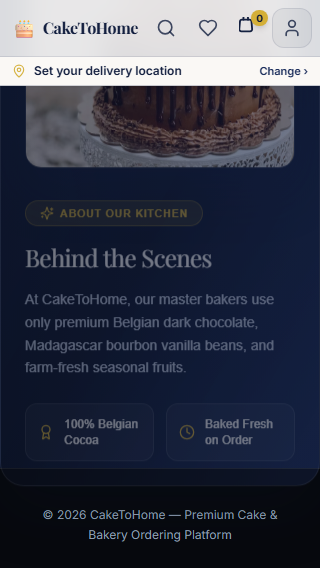 CakeToHome
0
Set your delivery location
Change ›
ABOUT OUR KITCHEN
Behind the Scenes
At CakeToHome, our master bakers use
only premium Belgian dark chocolate,
Madagascar bourbon vanilla beans, and
farm-fresh seasonal fruits.
100% Belgian
Cocoa
Baked Fresh
on Order
© 2026 CakeToHome — Premium Cake &
Bakery Ordering Platform